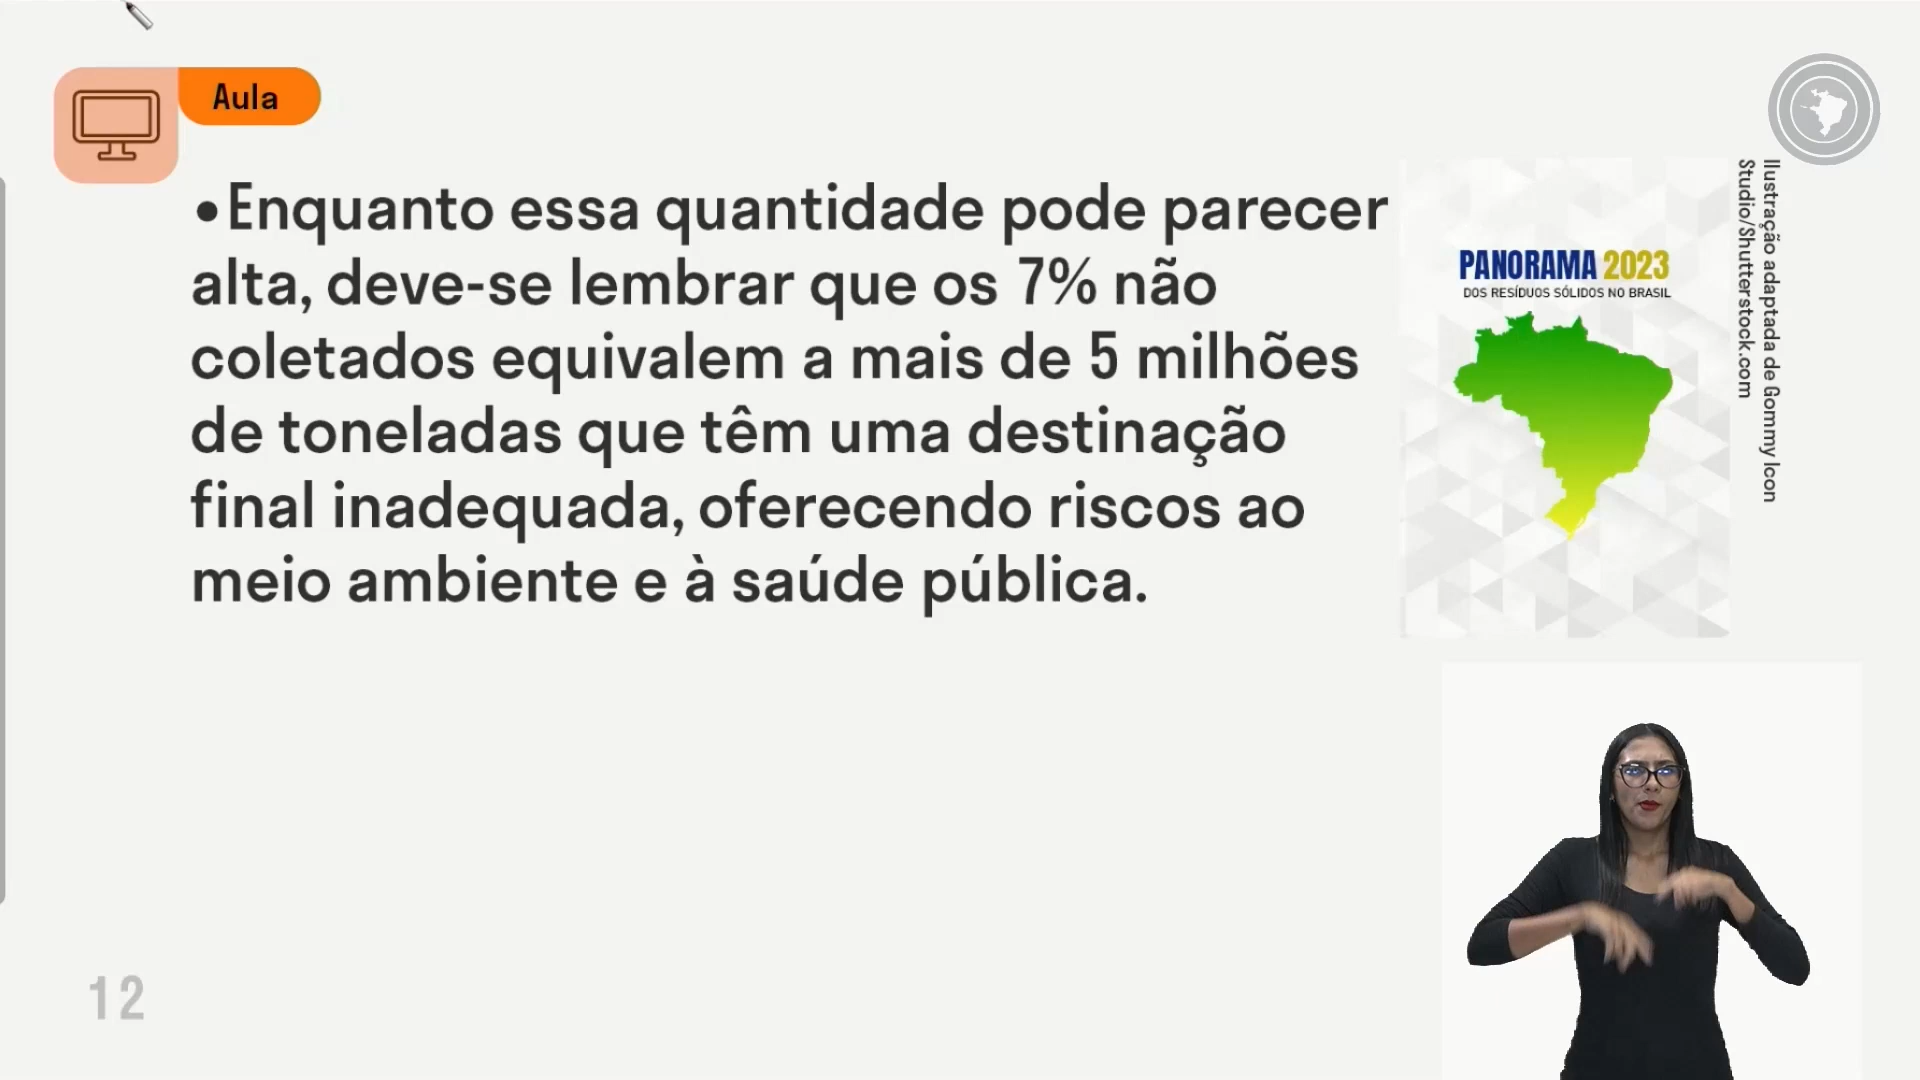 Aula
•Enquanto essa quantidade pode parecer
alta, deve-se lembrar que os 7% não
coletados equivalem a mais de 5 milhões
de toneladas que têm uma destinação
final inadequada, oferecendo riscos ao
meio ambiente e à saúde pública.
PANORAMA 2023
DOS RESÍDUOS SÓLIDOS NO BRASIL
Ilustração adaptada de Gommy Icon
Studio/Shutterstock.com
12